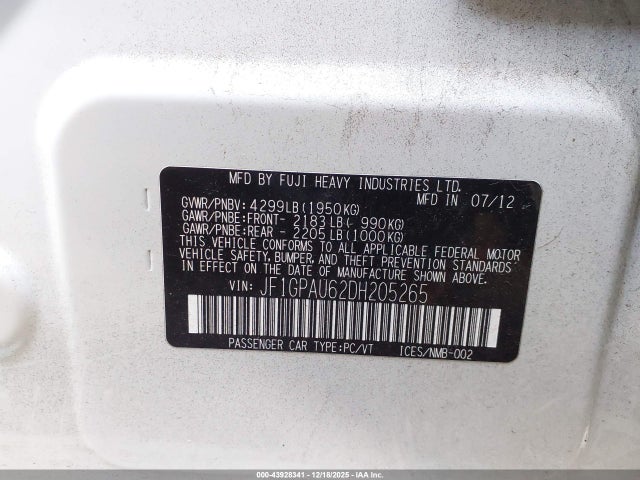 MFD BY FUJI HEAVY INDUSTRIES LTD.
GVWR/PNBV: 4299LB(1950KG) MFD IN 07/12
GAWR/PNBE:FRONT- 2183LB( 990KG)
GAWR/PNBE:REAR - 2205LB(1000KG)
THIS VEHICLE CONFORMS TO ALL APPLICABLE FEDERAL MOTOR
VEHICLE SAFETY, BUMPER, AND THEFT PREVENTION STANDARDS
IN EFFECT ON THE DATE OF MANUFACTURE SHOWN ABOVE.
VIN: JF1GPAU62DH205265
PASSENGER CAR TYPE:PC/VT ICES/NMB-002
000-43928341 - 12/18/2025 - IAA Inc.